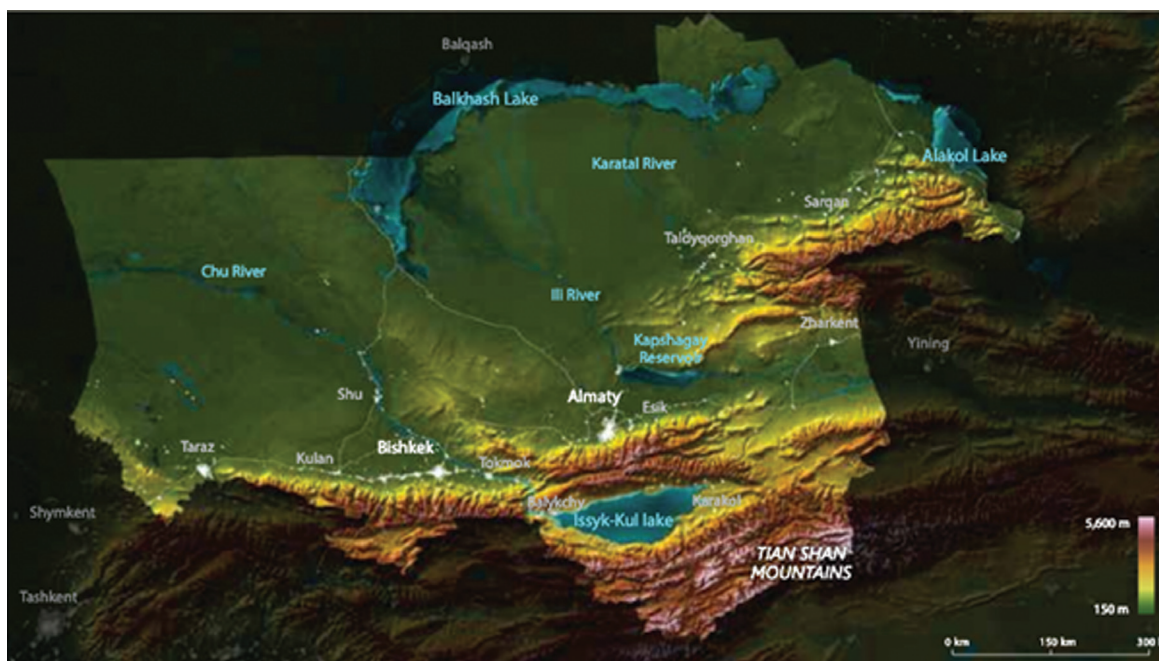 Balqash
Balkhash Lake
Karatal River
Alakol Lake
Sarqan
Taldyqorghan
Chu River
Ili River
Zharkent
Kapshagay
Reservoir
Yining
Shu
Almaty
Esik
Taraz
Kulan
Bishkek
Tokmok
Balykchy
Karakol
Shymkent
Issyk-Kul lake
5,600 m
TIAN SHAN
MOUNTAINS
Tashkent
150 m
0 km
150 km
300